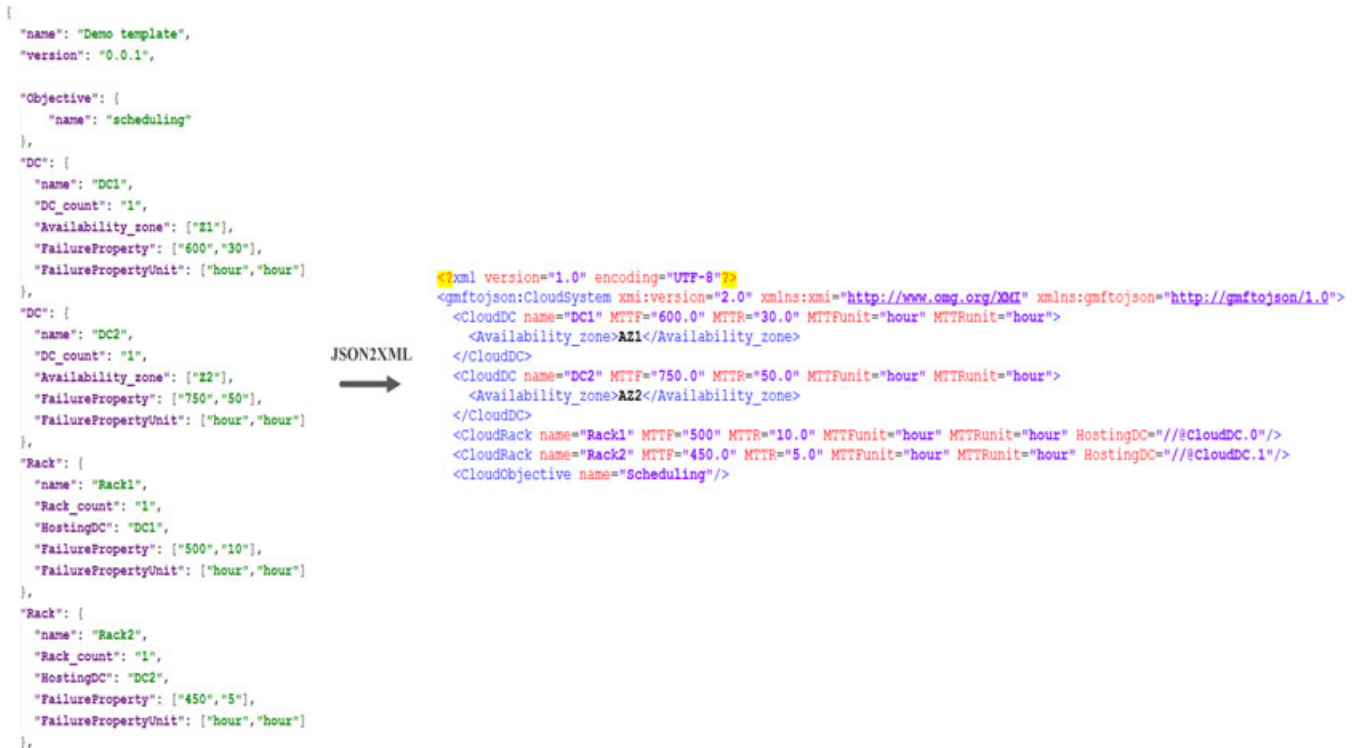 {
"name": "Demo template",
"version": "0.0.1",
"Objective": {
"name": "scheduling"
},
"DC": {
"name": "DC1",
"DC_count": "1",
"Availability_zone": ["Z1"],
"FailureProperty": ["600","30"],
"FailurePropertyUnit": ["hour","hour"]
},
"DC": {
"name": "DC2",
"DC_count": "1",
"Availability_zone": ["Z2"],
"FailureProperty": ["750","50"],
"FailurePropertyUnit": ["hour","hour"]
},
"Rack": {
"name": "Rack1",
"Rack_count": "1",
"HostingDC": "DC1",
"FailureProperty": ["500","10"],
"FailurePropertyUnit": ["hour","hour"]
},
"Rack": {
"name": "Rack2",
"Rack_count": "1",
"HostingDC": "DC2",
"FailureProperty": ["450","5"],
"FailurePropertyUnit": ["hour","hour"]
},
JSON2XML
<?xml version="1.0" encoding="UTF-8"?>
<gmftojson:CloudSystem xmi:version="2.0" xmlns:xmi="http://www.omg.org/XMI" xmlns:gmftojson="http://gmftojson/1.0">
<CloudDC name="DC1" MTTF="600.0" MTTR="30.0" MTTFunit="hour" MTTRunit="hour">
<Availability_zone>AZ1</Availability_zone>
</CloudDC>
<CloudDC name="DC2" MTTF="750.0" MTTR="50.0" MTTFunit="hour" MTTRunit="hour">
<Availability_zone>AZ2</Availability_zone>
</CloudDC>
<CloudRack name="Rack1" MTTF="500" MTTR="10.0" MTTFunit="hour" MTTRunit="hour" HostingDC="//@CloudDC.0"/>
<CloudRack name="Rack2" MTTF="450.0" MTTR="5.0" MTTFunit="hour" MTTRunit="hour" HostingDC="//@CloudDC.1"/>
<CloudObjective name="Scheduling"/>